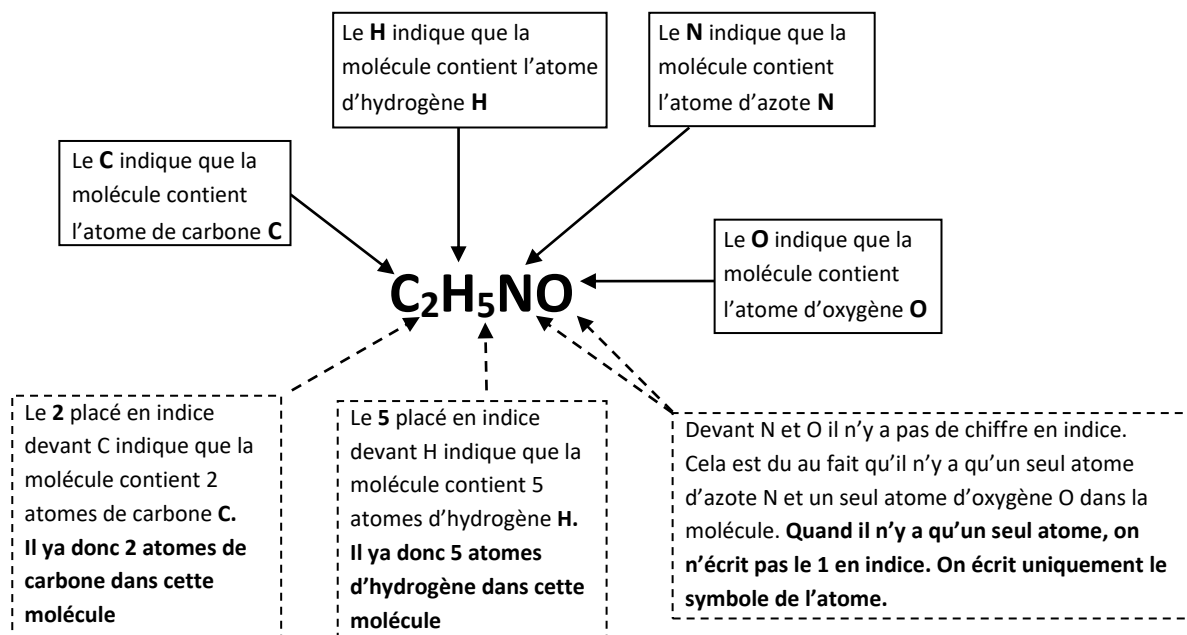 Le H indique que la
molécule contient l’atome
d’hydrogène H
Le N indique que la
molécule contient
l’atome d’azote N
Le C indique que la
molécule contient
l’atome de carbone C
Le O indique que la
molécule contient
l’atome d’oxygène O
C₂H₅NO
Le 2 placé en indice
devant C indique que la
molécule contient 2
atomes de carbone C.
Il ya donc 2 atomes de
carbone dans cette
molécule
Le 5 placé en indice
devant H indique que la
molécule contient 5
atomes d’hydrogène H.
Il ya donc 5 atomes
d’hydrogène dans cette
molécule
Devant N et O il n’y a pas de chiffre en indice.
Cela est du au fait qu’il n’y a qu’un seul atome
d’azote N et un seul atome d’oxygène O dans la
molécule. Quand il n’y a qu’un seul atome, on
n’écrit pas le 1 en indice. On écrit uniquement le
symbole de l’atome.